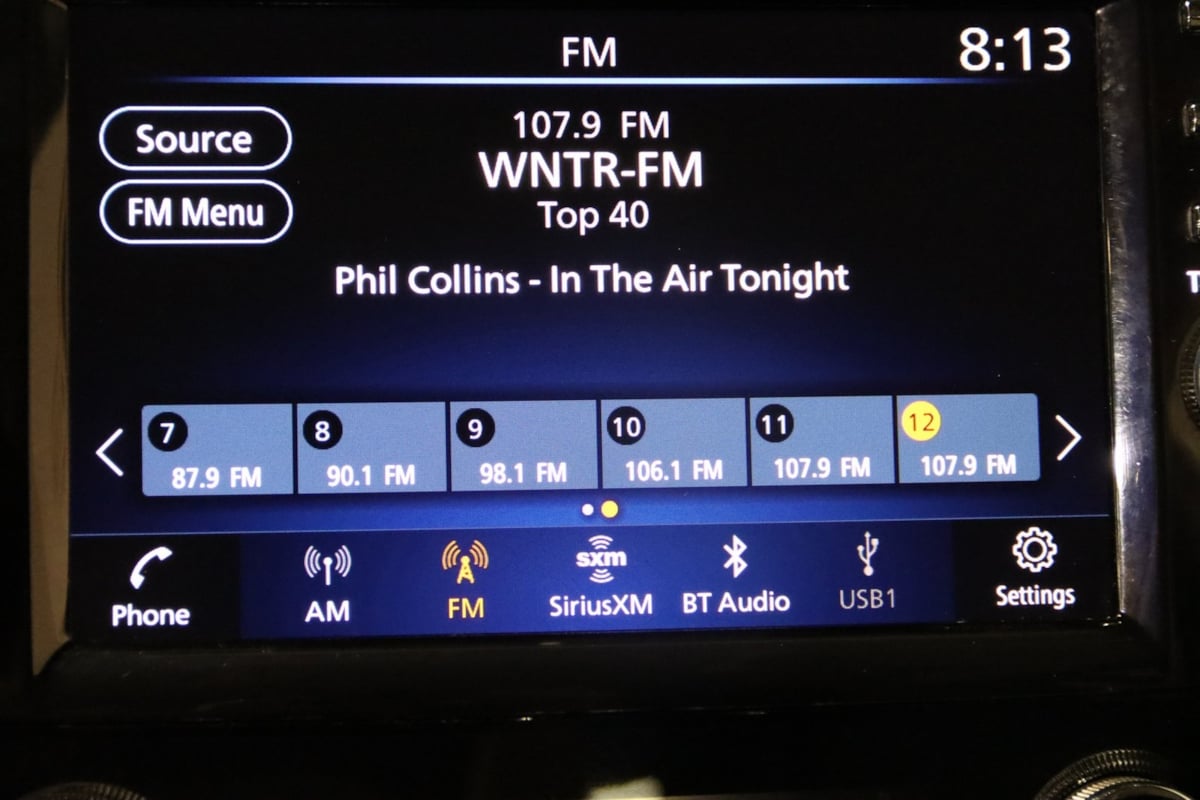 FM
8:13
Source
FM Menu
107.9 FM
WNTR-FM
Top 40
Phil Collins - In The Air Tonight
7
8
9
10
11
12
87.9 FM
90.1 FM
98.1 FM
106.1 FM
107.9 FM
107.9 FM
sxm
Phone
AM
FM
SiriusXM
BT Audio
USB1
Settings